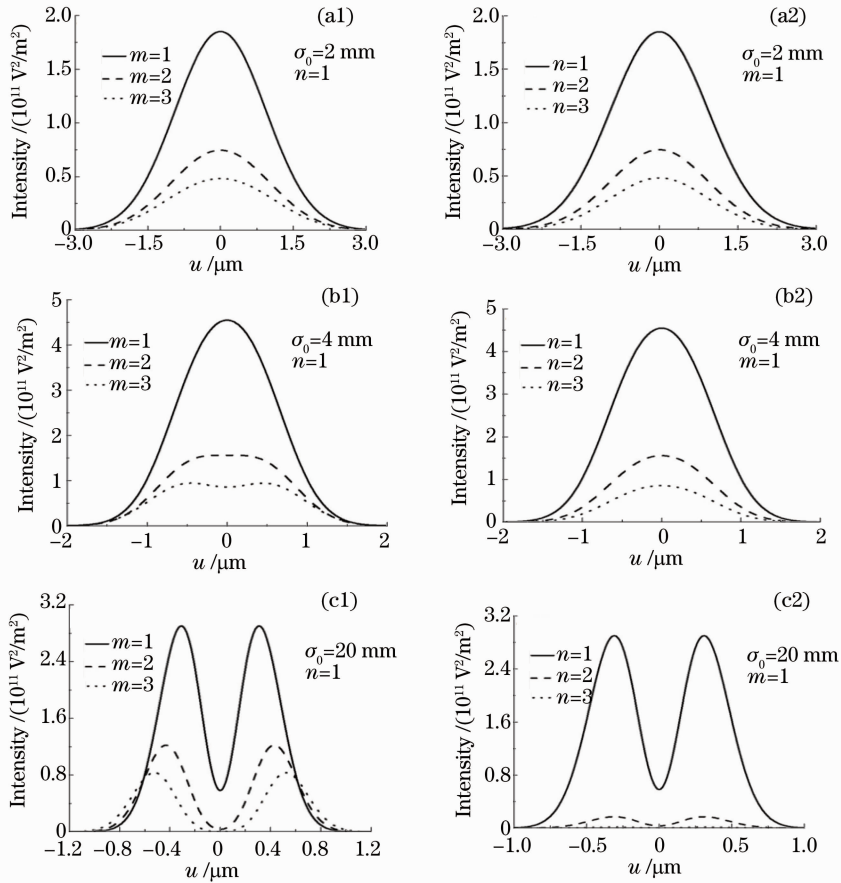 (a1)
Intensity /(10¹¹ V²/m²)
2.0
1.5
1.0
0.5
0
m=1
m=2
m=3
σ₀=2 mm
n=1
−3.0 −1.5 0 1.5 3.0
u /μm
(a2)
Intensity /(10¹¹ V²/m²)
2.0
1.5
1.0
0.5
0
n=1
n=2
n=3
σ₀=2 mm
m=1
−3.0 −1.5 0 1.5 3.0
u /μm
(b1)
Intensity /(10¹¹ V²/m²)
5
4
3
2
1
0
m=1
m=2
m=3
σ₀=4 mm
n=1
−2 −1 0 1 2
u /μm
(b2)
Intensity /(10¹¹ V²/m²)
5
4
3
2
1
0
n=1
n=2
n=3
σ₀=4 mm
m=1
−2 −1 0 1 2
u /μm
(c1)
Intensity /(10¹¹ V²/m²)
3.2
2.4
1.6
0.8
0
m=1
m=2
m=3
σ₀=20 mm
n=1
−1.2 −0.8 −0.4 0 0.4 0.8 1.2
u /μm
(c2)
Intensity /(10¹¹ V²/m²)
3.2
2.4
1.6
0.8
0
n=1
n=2
n=3
σ₀=20 mm
m=1
−1.0 −0.5 0 0.5 1.0
u /μm